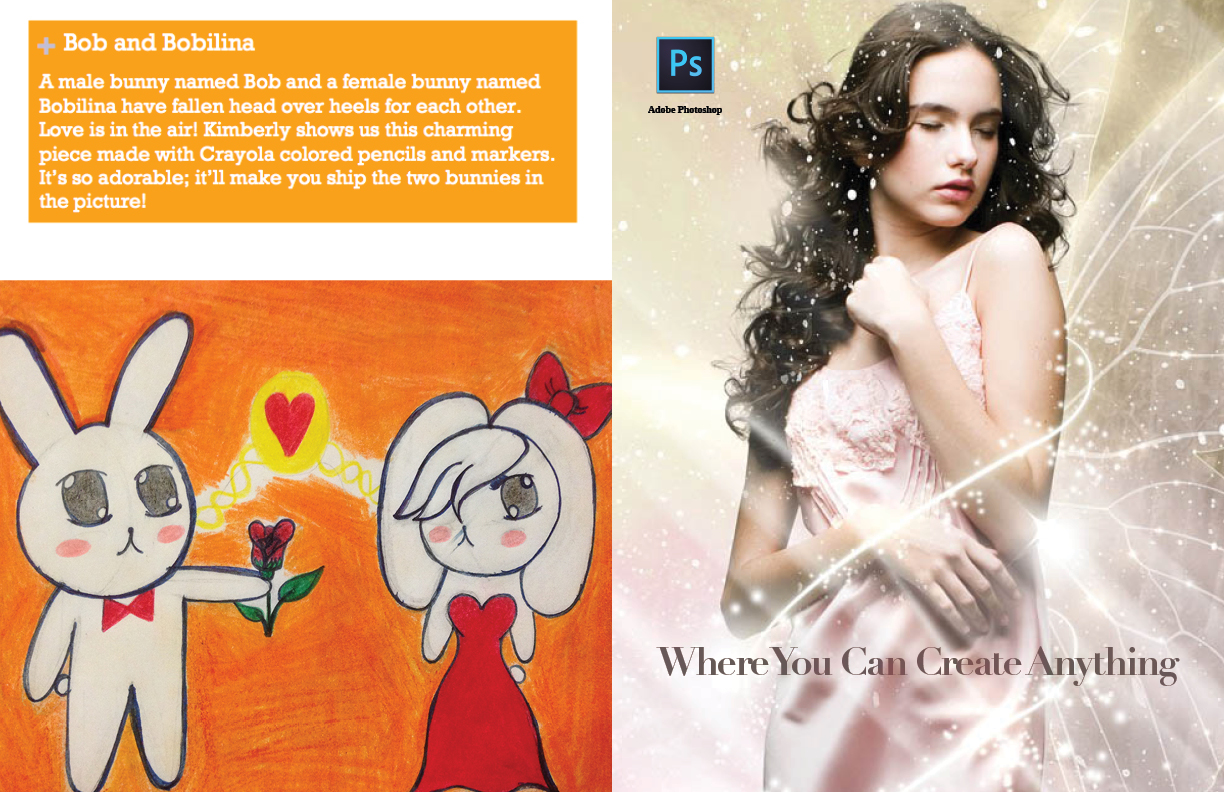 + Bob and Bobilina
A male bunny named Bob and a female bunny named
Bobilina have fallen head over heels for each other.
Love is in the air! Kimberly shows us this charming
piece made with Crayola colored pencils and markers.
It's so adorable; it'll make you ship the two bunnies in
the picture!
Ps
Adobe Photoshop
Where You Can Create Anything